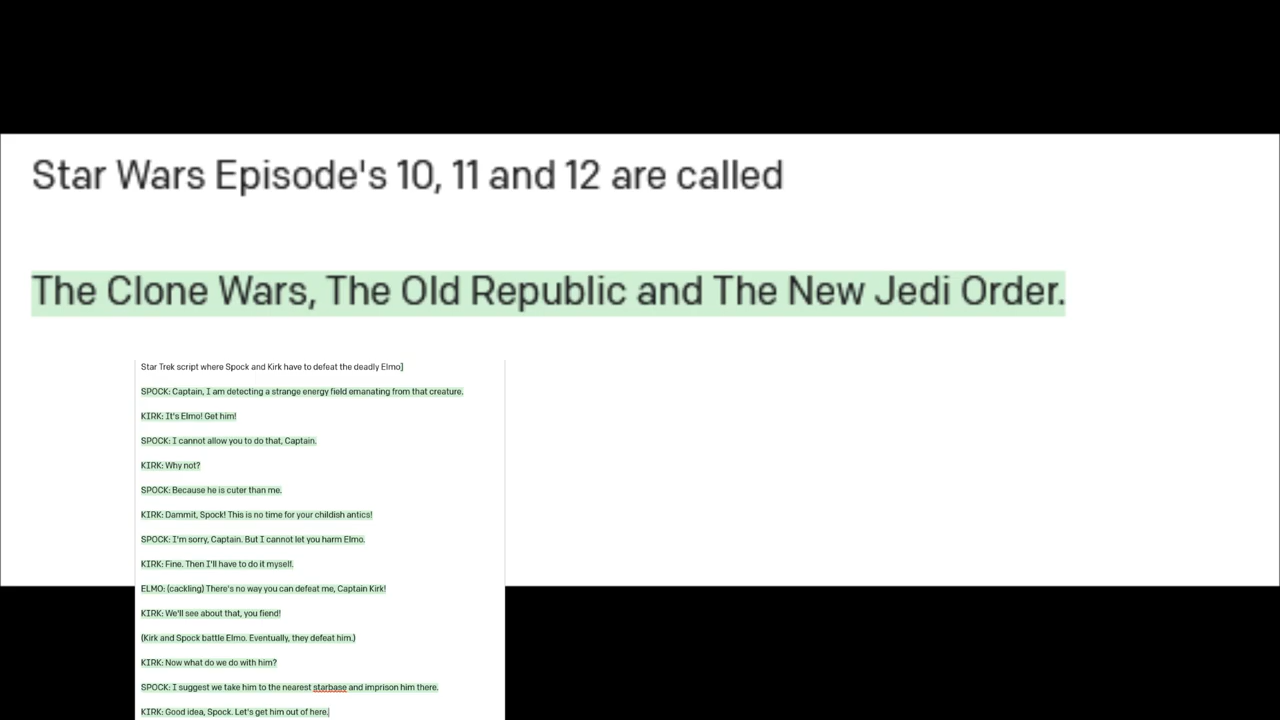 Star Wars Episode's 10, 11 and 12 are called
The Clone Wars, The Old Republic and The New Jedi Order.
Star Trek script where Spock and Kirk have to defeat the deadly Elmo]
SPOCK: Captain, I am detecting a strange energy field emanating from that creature.
KIRK: It's Elmo! Get him!
SPOCK: I cannot allow you to do that, Captain.
KIRK: Why not?
SPOCK: Because he is cuter than me.
KIRK: Dammit, Spock! This is no time for your childish antics!
SPOCK: I'm sorry, Captain. But I cannot let you harm Elmo.
KIRK: Fine. Then I'll have to do it myself.
ELMO: (cackling) There's no way you can defeat me, Captain Kirk!
KIRK: We'll see about that, you fiend!
(Kirk and Spock battle Elmo. Eventually, they defeat him.)
KIRK: Now what do we do with him?
SPOCK: I suggest we take him to the nearest starbase and imprison him there.
KIRK: Good idea, Spock. Let's get him out of here.